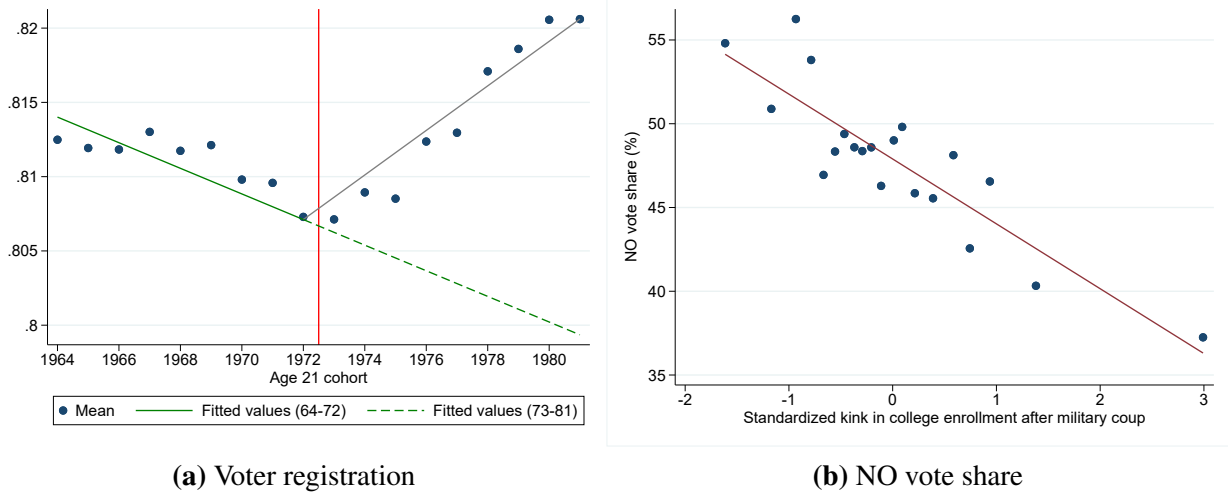 .82
.815
.81
.805
.8
1964 1966 1968 1970 1972 1974 1976 1978 1980
Age 21 cohort
Mean Fitted values (64-72) Fitted values (73-81)
(a) Voter registration
NO vote share (%)
55
50
45
40
35
-2 -1 0 1 2 3
Standardized kink in college enrollment after military coup
(b) NO vote share